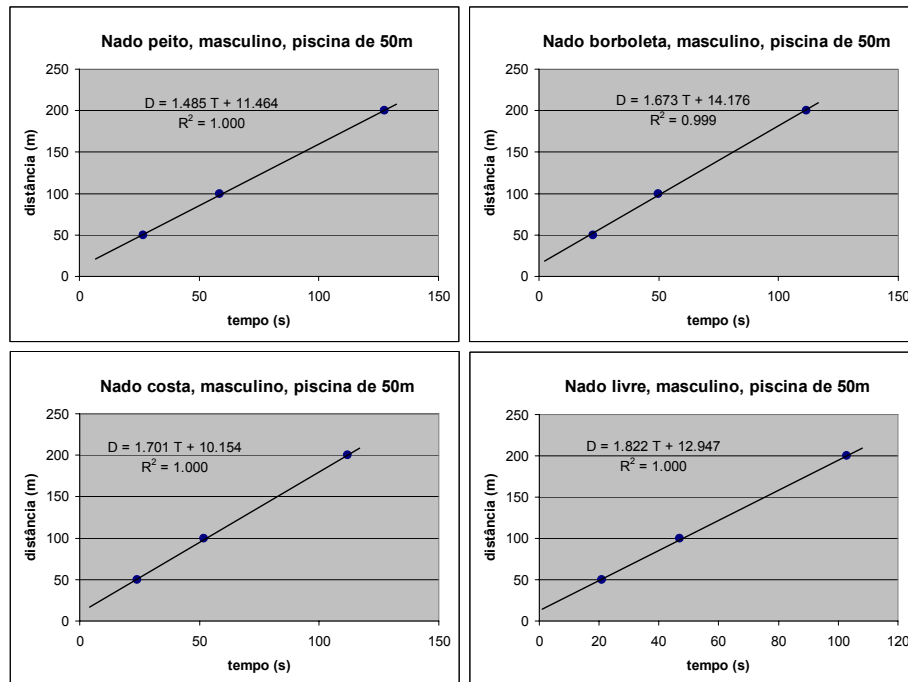 Nado peito, masculino, piscina de 50m
250
200
150
100
50
0
D = 1.485 T + 11.464
R² = 1.000
0 50 100 150
tempo (s)
distância (m)
Nado borboleta, masculino, piscina de 50m
250
200
150
100
50
0
D = 1.673 T + 14.176
R² = 0.999
0 50 100 150
tempo (s)
distância (m)
Nado costa, masculino, piscina de 50m
250
200
150
100
50
0
D = 1.701 T + 10.154
R² = 1.000
0 50 100 150
tempo (s)
distância (m)
Nado livre, masculino, piscina de 50m
250
200
150
100
50
0
D = 1.822 T + 12.947
R² = 1.000
0 20 40 60 80 100 120
tempo (s)
distância (m)